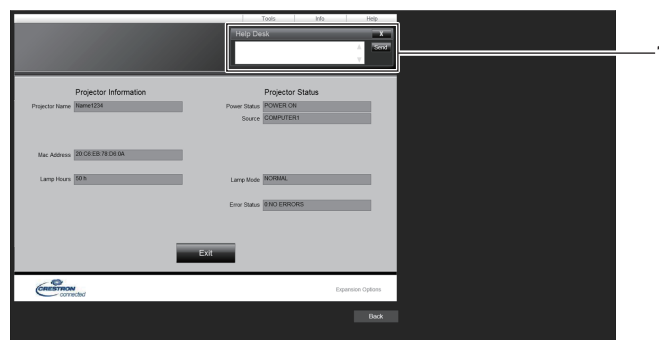 Tools Info Help
Help Desk X
Send
Projector Information Projector Status
Projector Name Name1234 Power Status POWER ON
Source COMPUTER1
Mac Address 20:C6:EB:79:D6:0A
Lamp Hours 50 h Lamp Mode NORMAL
Error Status 0:NO ERRORS
Exit
CRESTRON
connected
Expansion Options
Back